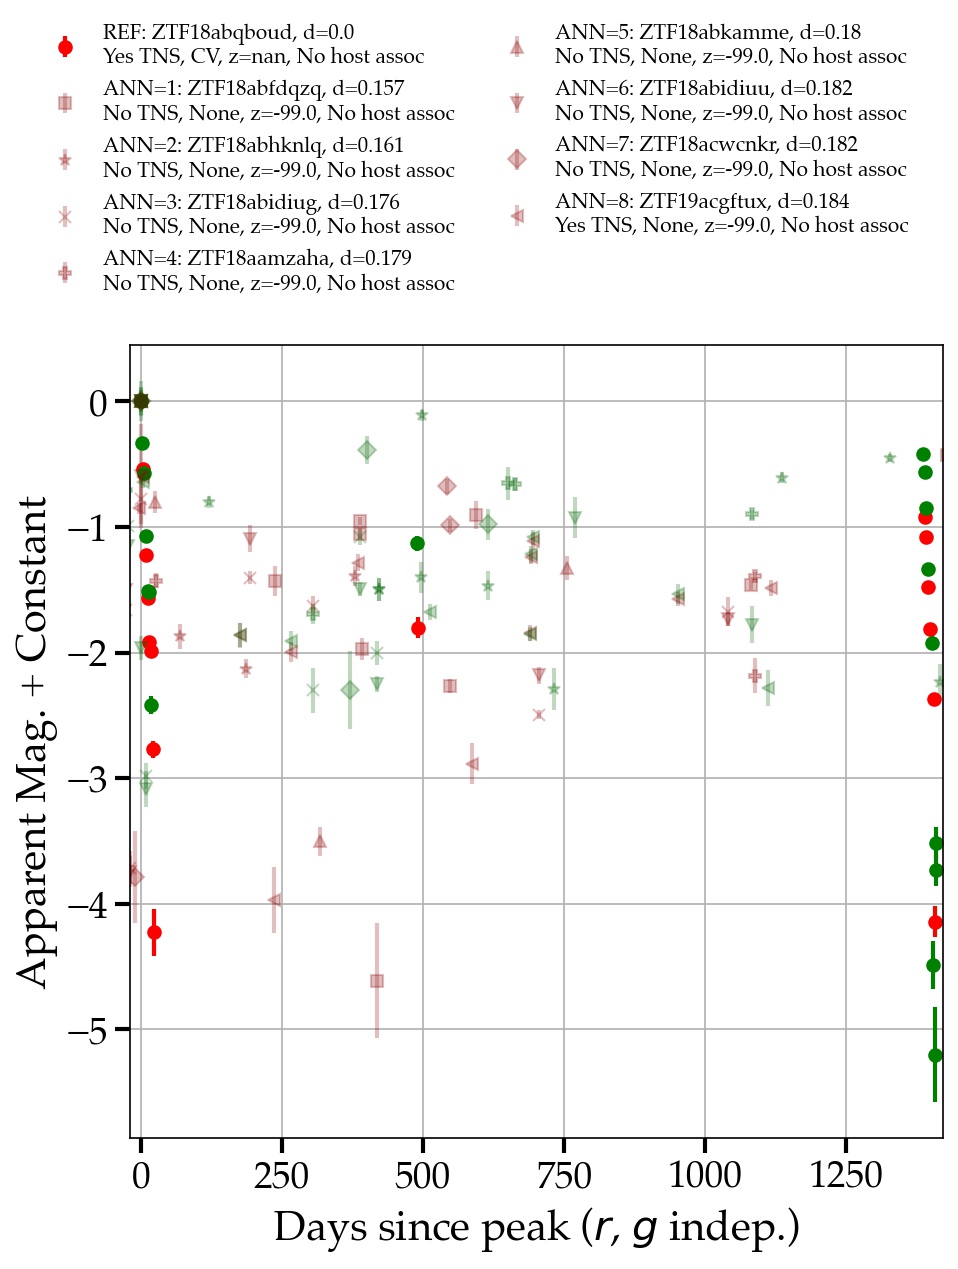 REF: ZTF18abqboud, d=0.0
Yes TNS, CV, z=nan, No host assoc
ANN=1: ZTF18abfdqzq, d=0.157
No TNS, None, z=-99.0, No host assoc
ANN=2: ZTF18abhknlq, d=0.161
No TNS, None, z=-99.0, No host assoc
ANN=3: ZTF18abidiug, d=0.176
No TNS, None, z=-99.0, No host assoc
ANN=4: ZTF18aamzaha, d=0.179
No TNS, None, z=-99.0, No host assoc
ANN=5: ZTF18abkamme, d=0.18
No TNS, None, z=-99.0, No host assoc
ANN=6: ZTF18abidiuu, d=0.182
No TNS, None, z=-99.0, No host assoc
ANN=7: ZTF18acwcnkr, d=0.182
No TNS, None, z=-99.0, No host assoc
ANN=8: ZTF19acgftux, d=0.184
Yes TNS, None, z=-99.0, No host assoc
Apparent Mag. + Constant
0
−1
−2
−3
−4
−5
0
250
500
750
1000
1250
Days since peak (r, g indep.)